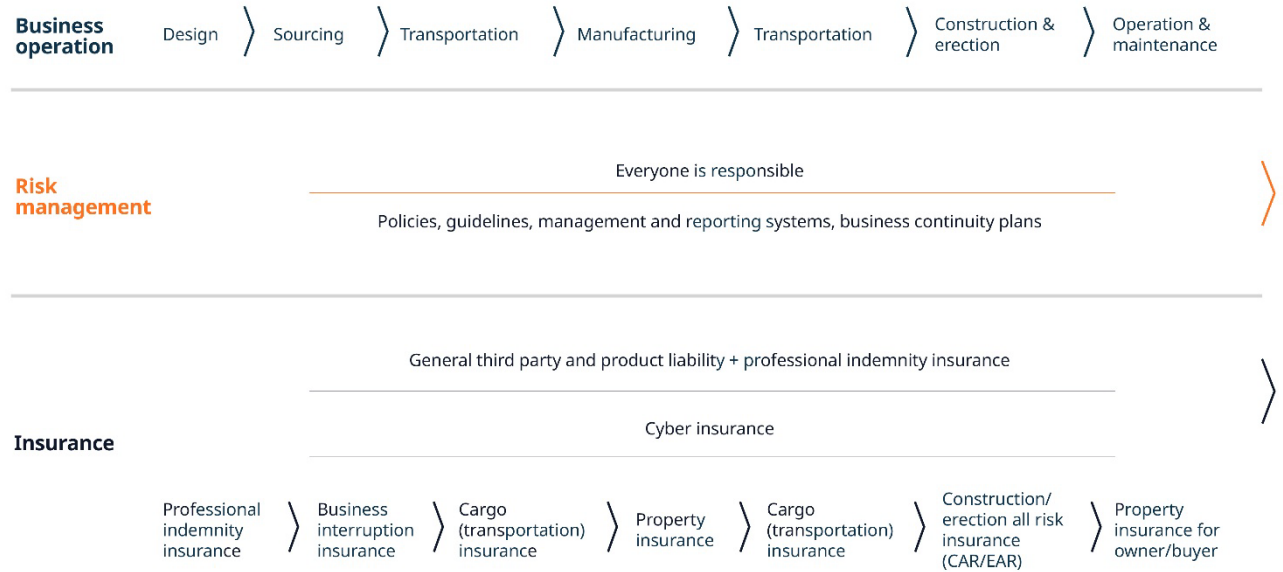 Business
operation
Design
Sourcing
Transportation
Manufacturing
Transportation
Construction &
erection
Operation &
maintenance
Risk
management
Everyone is responsible
Policies, guidelines, management and reporting systems, business continuity plans
Insurance
General third party and product liability + professional indemnity insurance
Cyber insurance
Professional
indemnity
insurance
Business
interruption
insurance
Cargo
(transportation)
insurance
Property
insurance
Cargo
(transportation)
insurance
Construction/
erection all risk
insurance
(CAR/EAR)
Property
insurance for
owner/buyer